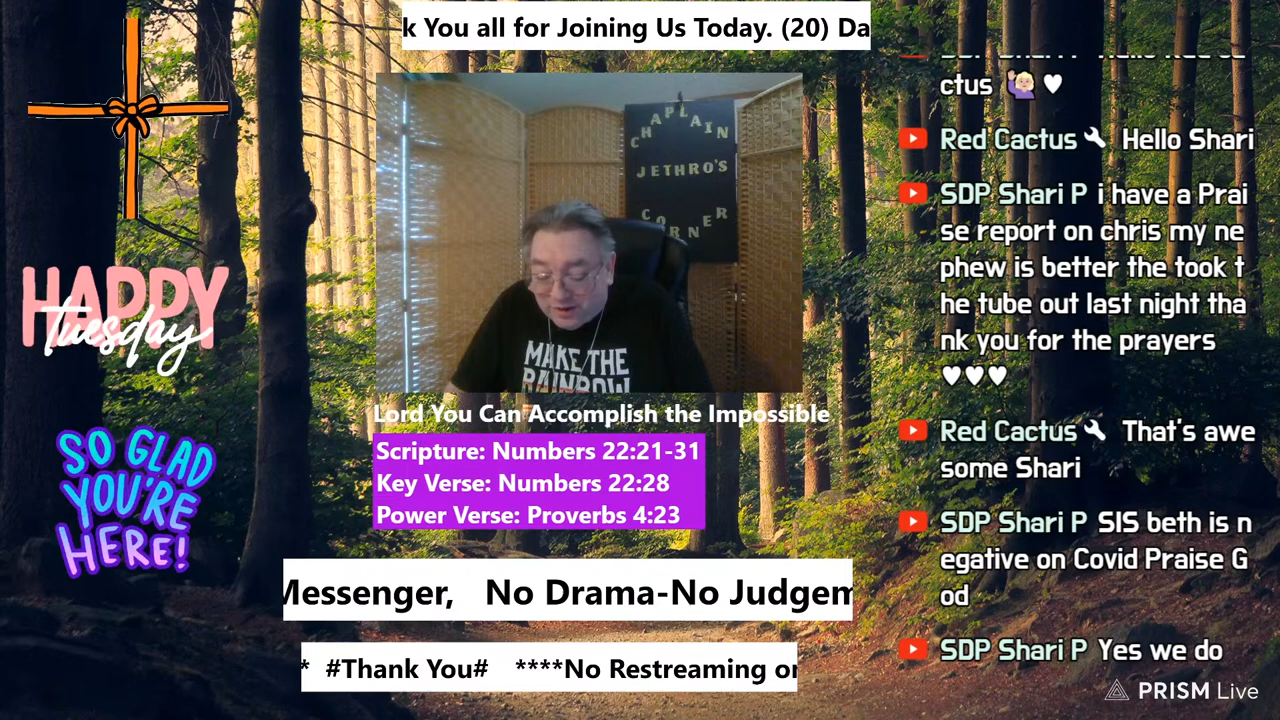 k You all for Joining Us Today. (20) Da
CHAPLAIN
JETHRO'S
CORNER
MAKE THE
RAINBOW
HAPPY
tuesday
SO GLAD
YOU'RE
HERE!
Lord You Can Accomplish the Impossible
Scripture: Numbers 22:21-31
Key Verse: Numbers 22:28
Power Verse: Proverbs 4:23
Messenger, No Drama-No Judgem
* #Thank You# ****No Restreaming or
ctus 🙋🏼‍♀️ ♥
Red Cactus🔧 Hello Shari
SDP Shari P i have a Prai
se report on chris my ne
phew is better the took t
he tube out last night tha
nk you for the prayers
♥♥♥
Red Cactus🔧 That's awe
some Shari
SDP Shari P SIS beth is n
egative on Covid Praise G
od
SDP Shari P Yes we do
PRISM Live